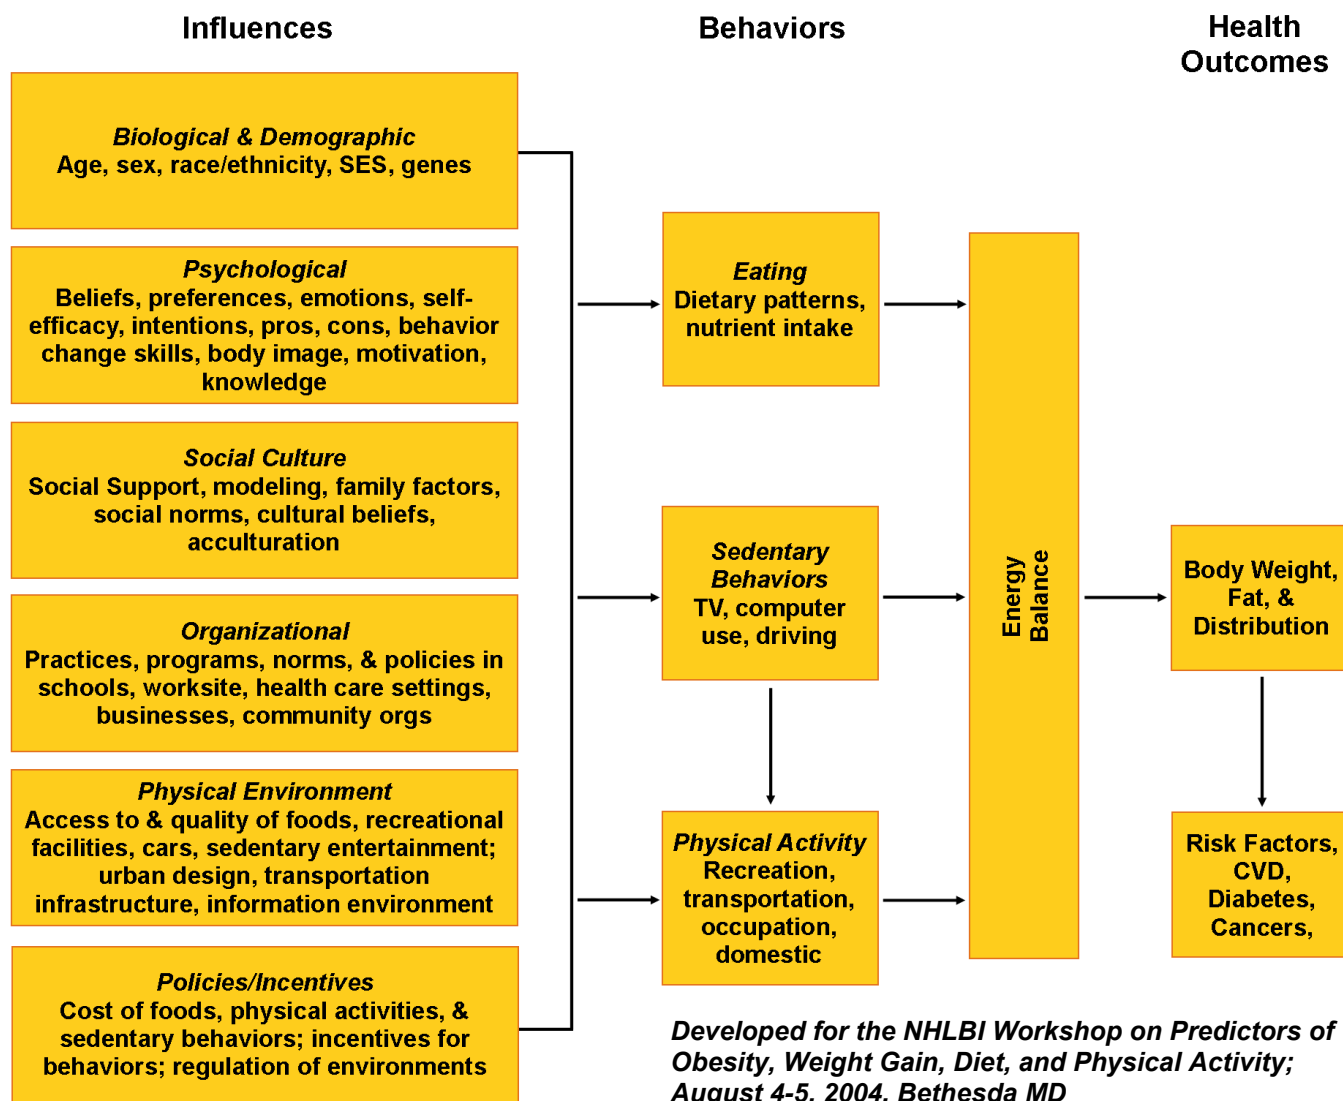 Influences
Behaviors
Health
Outcomes
Biological & Demographic
Age, sex, race/ethnicity, SES, genes
Psychological
Beliefs, preferences, emotions, self-
efficacy, intentions, pros, cons, behavior
change skills, body image, motivation,
knowledge
Social Culture
Social Support, modeling, family factors,
social norms, cultural beliefs,
acculturation
Organizational
Practices, programs, norms, & policies in
schools, worksite, health care settings,
businesses, community orgs
Physical Environment
Access to & quality of foods, recreational
facilities, cars, sedentary entertainment;
urban design, transportation
infrastructure, information environment
Policies/Incentives
Cost of foods, physical activities, &
sedentary behaviors; incentives for
behaviors; regulation of environments
Eating
Dietary patterns,
nutrient intake
Sedentary
Behaviors
TV, computer
use, driving
Physical Activity
Recreation,
transportation,
occupation,
domestic
Energy
Balance
Body Weight,
Fat, &
Distribution
Risk Factors,
CVD,
Diabetes,
Cancers,
Developed for the NHLBI Workshop on Predictors of
Obesity, Weight Gain, Diet, and Physical Activity;
August 4-5, 2004, Bethesda MD